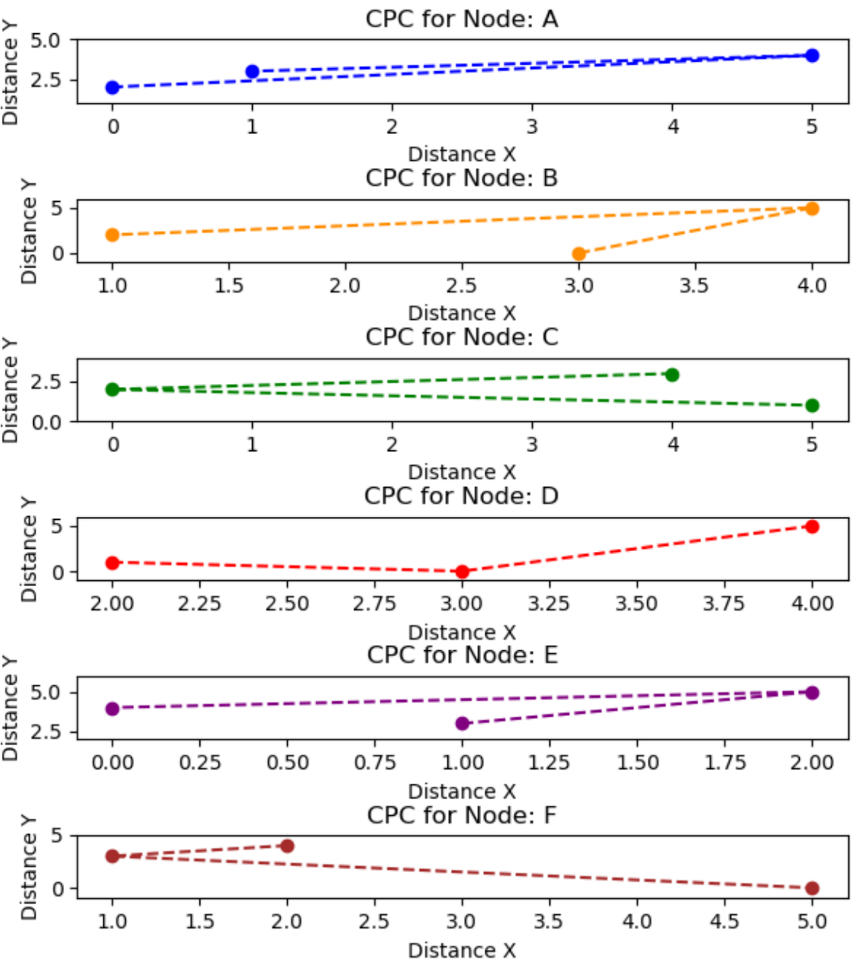 CPC for Node: A
Distance Y
5.0
2.5
0 1 2 3 4 5
Distance X
CPC for Node: B
Distance Y
5
0
1.0 1.5 2.0 2.5 3.0 3.5 4.0
Distance X
CPC for Node: C
Distance Y
2.5
0.0
0 1 2 3 4 5
Distance X
CPC for Node: D
Distance Y
5
0
2.00 2.25 2.50 2.75 3.00 3.25 3.50 3.75 4.00
Distance X
CPC for Node: E
Distance Y
5.0
2.5
0.00 0.25 0.50 0.75 1.00 1.25 1.50 1.75 2.00
Distance X
CPC for Node: F
Distance Y
5
0
1.0 1.5 2.0 2.5 3.0 3.5 4.0 4.5 5.0
Distance X